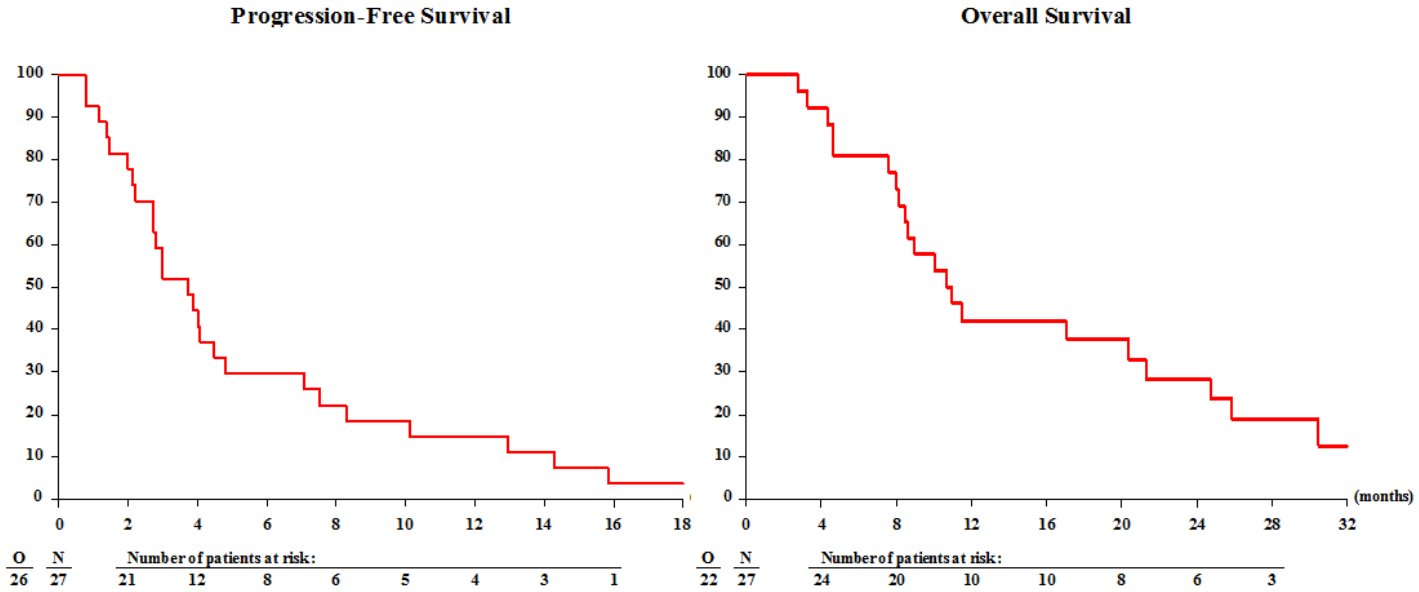 Progression-Free Survival
100
90
80
70
60
50
40
30
20
10
0
0 2 4 6 8 10 12 14 16 18
O N Number of patients at risk:
26 27 21 12 8 6 5 4 3 1
Overall Survival
100
90
80
70
60
50
40
30
20
10
0
(months)
0 4 8 12 16 20 24 28 32
O N Number of patients at risk:
22 27 24 20 10 10 8 6 3